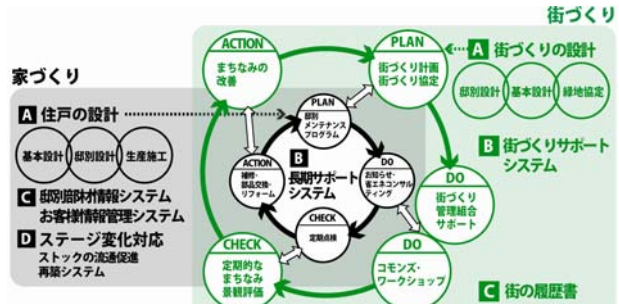 街づくり
家づくり
ACTION
まちなみの
改善
PLAN
街づくり計画
街づくり協定
A 街づくりの設計
邸別設計
基本設計
緑地協定
B 街づくりサポート
システム
DO
街づくり
管理組合
サポート
DO
コモンズ・
ワークショップ
CHECK
定期的な
まちなみ
景観評価
C 街の履歴書
A 住戸の設計
基本設計
邸別設計
生産施工
PLAN
邸別
メンテナンス
プログラム
B
長期サポート
システム
ACTION
補修・
部品交換・
リフォーム
DO
お知らせ・
省エネコンサル
ティング
CHECK
定期点検
C 邸別部材情報システム
お客様情報管理システム
D ステージ変化対応
ストックの流通促進
再築システム